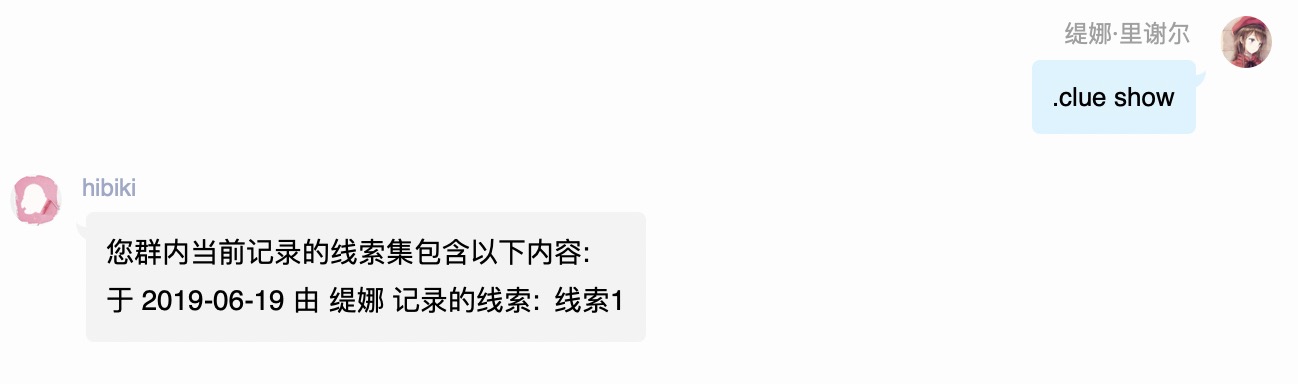 缇娜·里谢尔
.clue show
hibiki
您群内当前记录的线索集包含以下内容:
于 2019-06-19 由 缇娜 记录的线索: 线索1